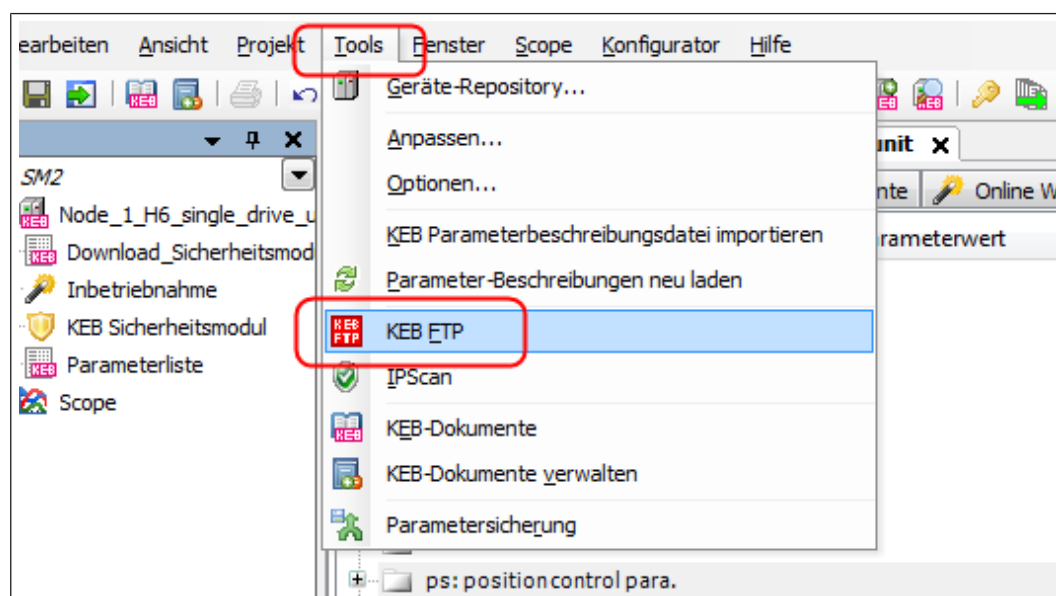 earbeiten Ansicht Projekt Tools Fenster Scope Konfigurator Hilfe
Geräte-Repository...
Anpassen...
unit
SM2
Optionen...
nte Online W
Node_1_H6_single_drive_u
KEB Parameterbeschreibungsdatei importieren
rameterwert
Download_Sicherheitsmod
Parameter-Beschreibungen neu laden
Inbetriebnahme
KEB Sicherheitsmodul
KEB FTP
KEB FTP
Parameterliste
IPScan
Scope
KEB-Dokumente
KEB-Dokumente verwalten
Parametersicherung
ps: position control para.